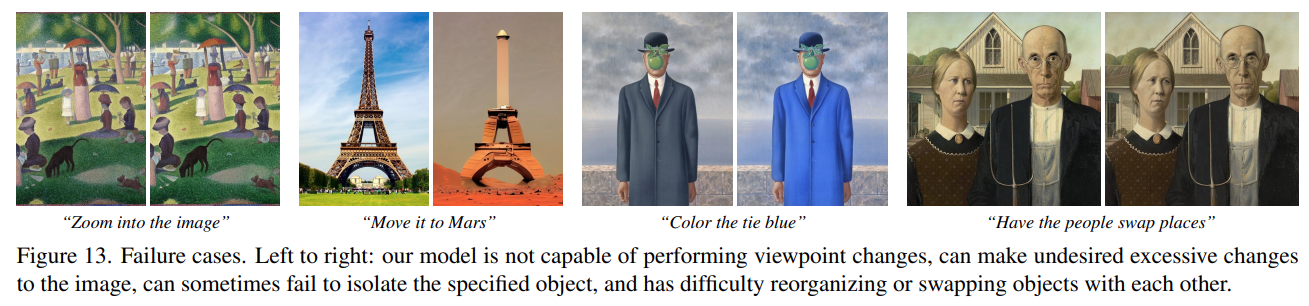 “Zoom into the image”
“Move it to Mars”
“Color the tie blue”
“Have the people swap places”
Figure 13. Failure cases. Left to right: our model is not capable of performing viewpoint changes, can make undesired excessive changes
to the image, can sometimes fail to isolate the specified object, and has difficulty reorganizing or swapping objects with each other.